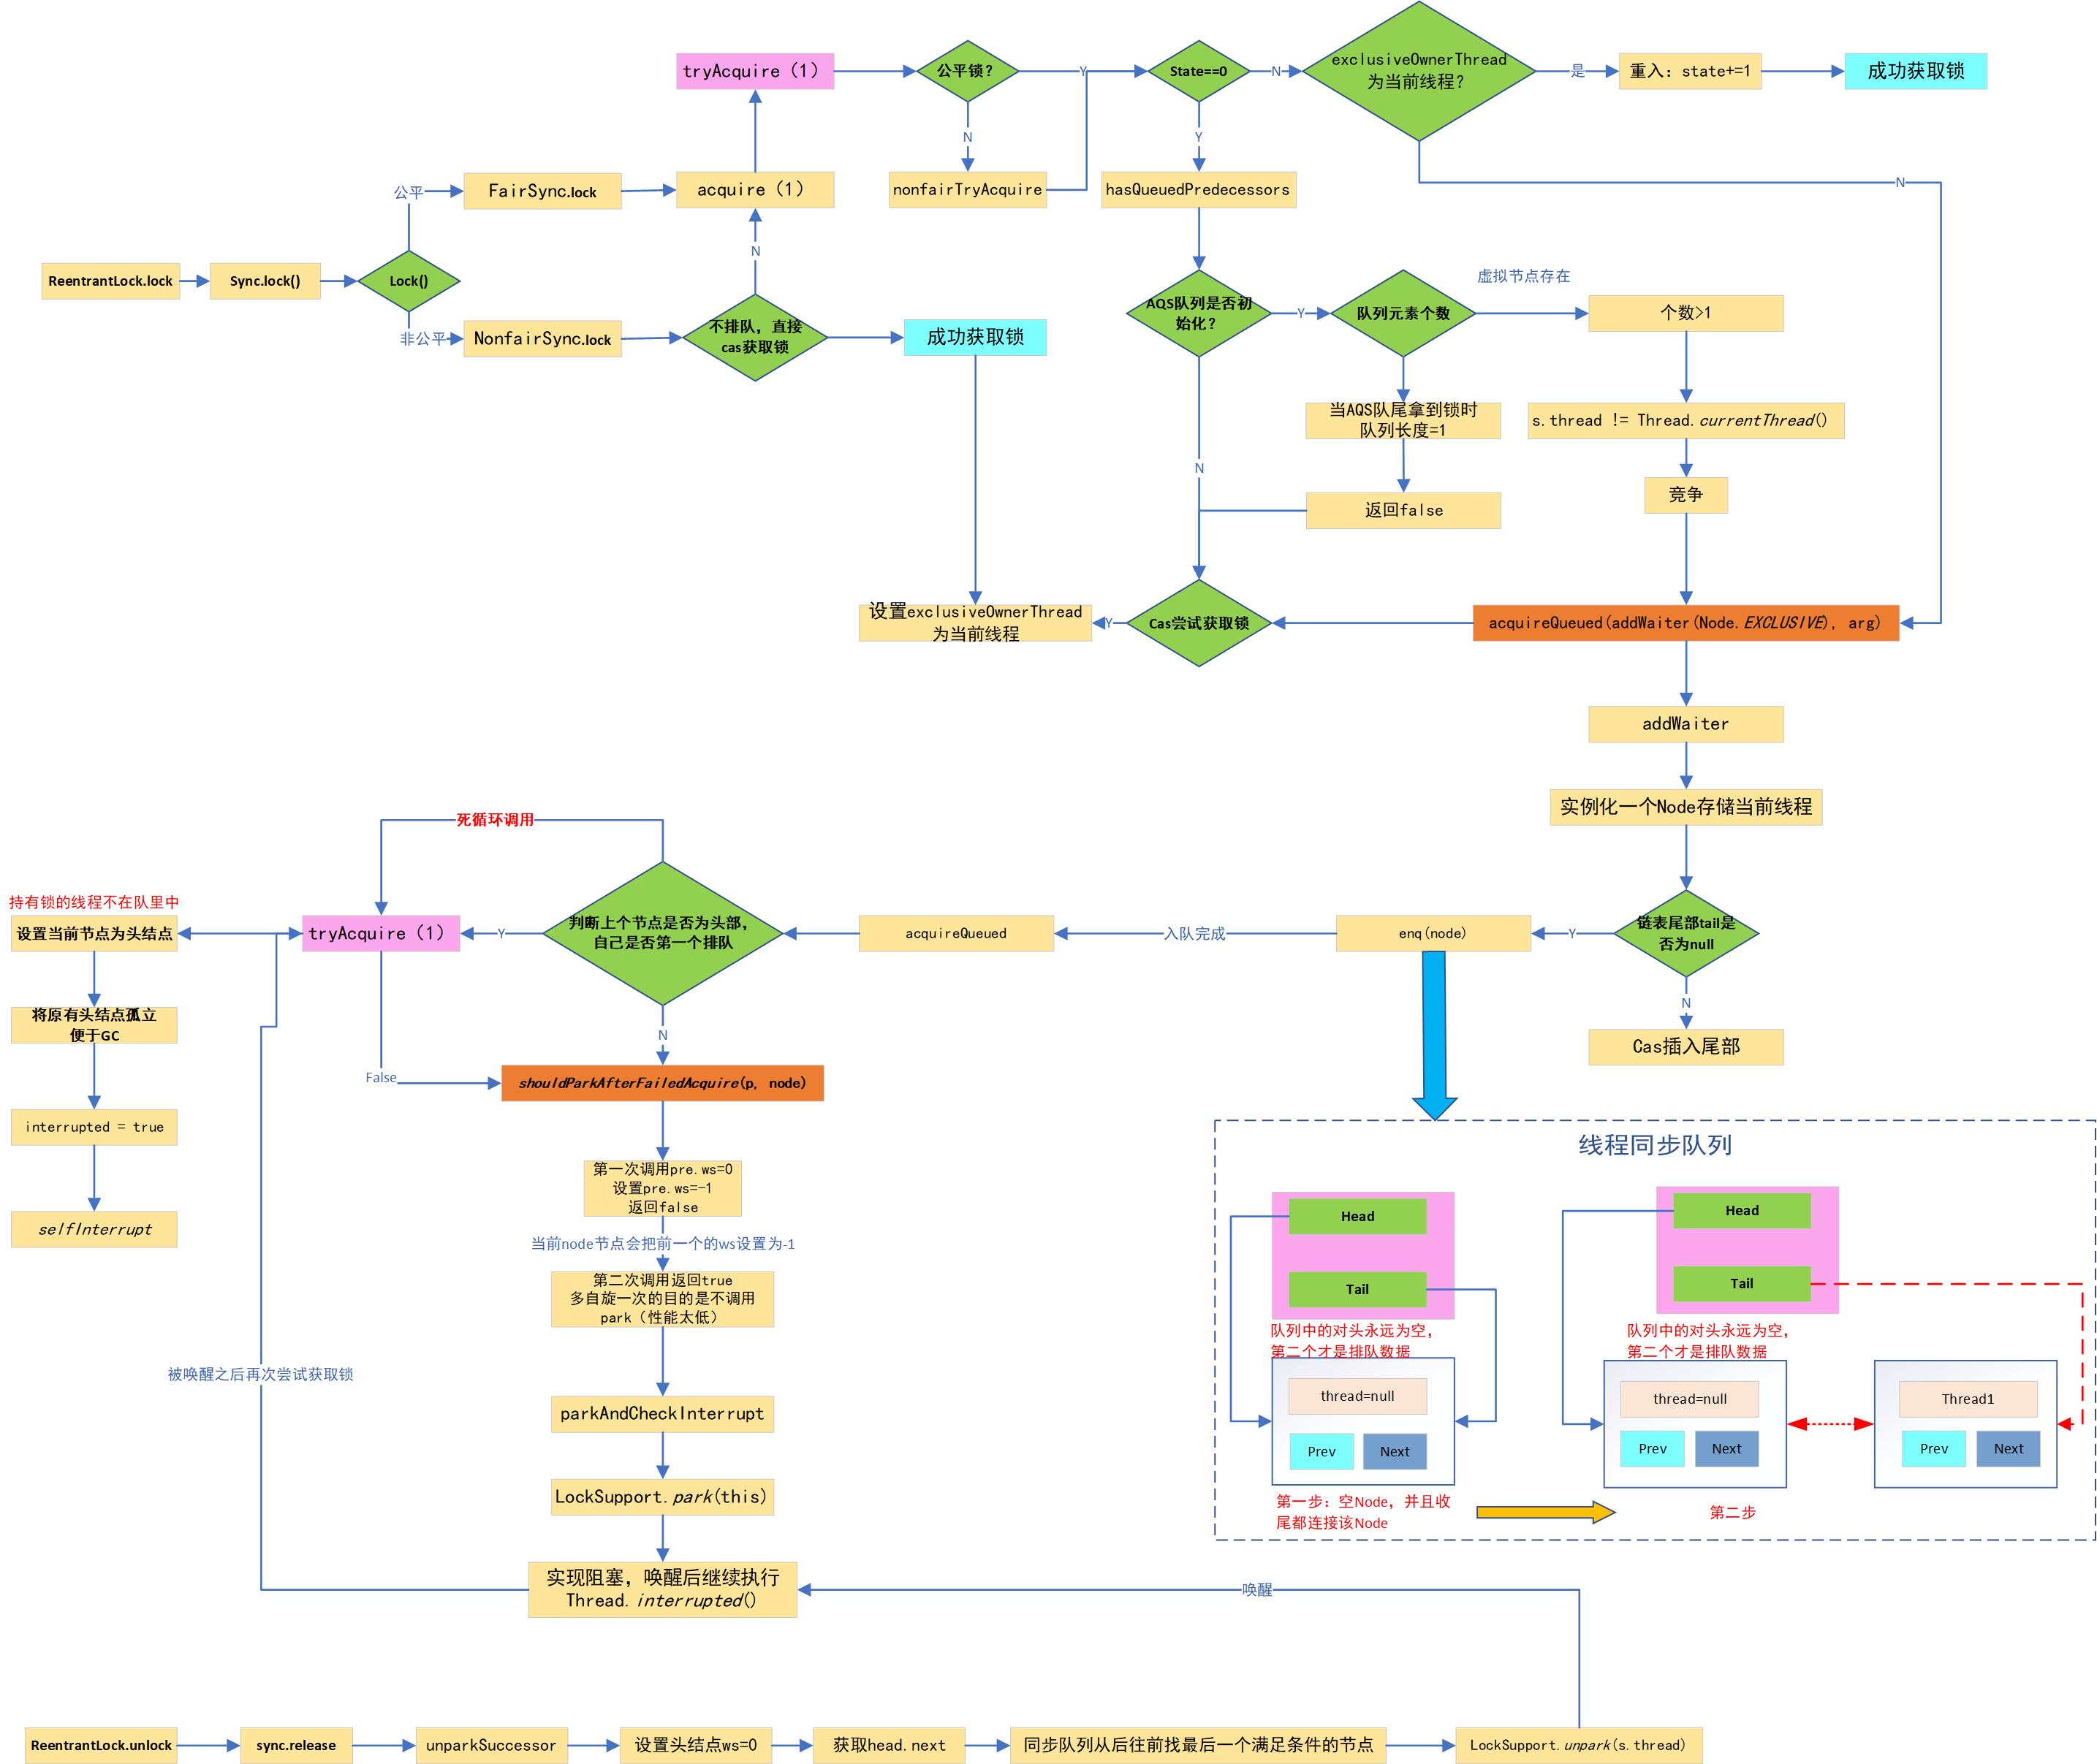 exclusiveOwnerThread
为当前线程？
tryAcquire（1）
公平锁？
Y
State==0
N
是
重入：state+=1
成功获取锁
N
Y
公平
FairSync.lock
acquire（1）
nonfairTryAcquire
hasQueuedPredecessors
N
N
ReentrantLock.lock
Sync.lock()
Lock()
虚拟节点存在
AQS队列是否初
始化？
Y
队列元素个数
个数>1
非公平
NonfairSync.lock
不排队，直接
cas获取锁
成功获取锁
当AQS队尾拿到锁时
队列长度=1
s.thread != Thread.currentThread()
N
竞争
返回false
设置exclusiveOwnerThread
为当前线程
Y
Cas尝试获取锁
acquireQueued(addWaiter(Node.EXCLUSIVE), arg)
addWaiter
实例化一个Node存储当前线程
死循环调用
持有锁的线程不在队里中
设置当前节点为头结点
tryAcquire（1）
Y
判断上个节点是否为头部，
自己是否第一个排队
acquireQueued
入队完成
enq(node)
Y
链表尾部tail是
否为null
N
将原有头结点孤立
便于GC
N
Cas插入尾部
False
shouldParkAfterFailedAcquire(p, node)
interrupted = true
线程同步队列
第一次调用pre.ws=0
设置pre.ws=-1
返回false
selfInterrupt
当前node节点会把前一个的ws设置为-1
第二次调用返回true
多自旋一次的目的是不调用
park（性能太低）
Head
Tail
Head
Tail
队列中的对头永远为空，
第二个才是排队数据
队列中的对头永远为空，
第二个才是排队数据
被唤醒之后再次尝试获取锁
thread=null
Prev
Next
thread=null
Prev
Next
Thread1
Prev
Next
parkAndCheckInterrupt
LockSupport.park(this)
第一步：空Node，并且收
尾都连接该Node
第二步
实现阻塞，唤醒后继续执行
Thread.interrupted()
唤醒
ReentrantLock.unlock
sync.release
unparkSuccessor
设置头结点ws=0
获取head.next
同步队列从后往前找最后一个满足条件的节点
LockSupport.unpark(s.thread)